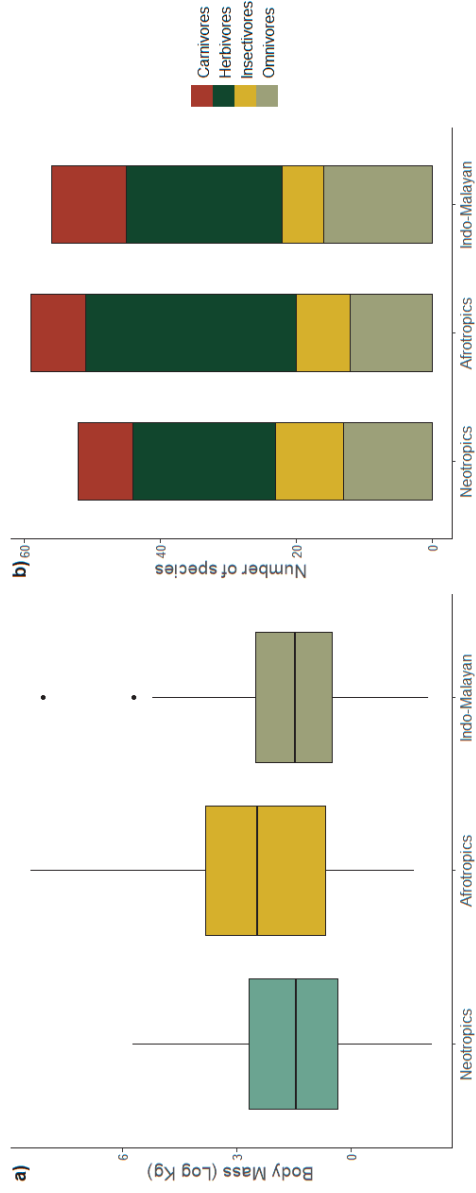 a)
Body Mass (Log Kg)
6
3
0
Neotropics
Afrotropics
Indo-Malayan
b)
Number of species
60
40
20
0
Neotropics
Afrotropics
Indo-Malayan
Carnivores
Herbivores
Insectivores
Omnivores